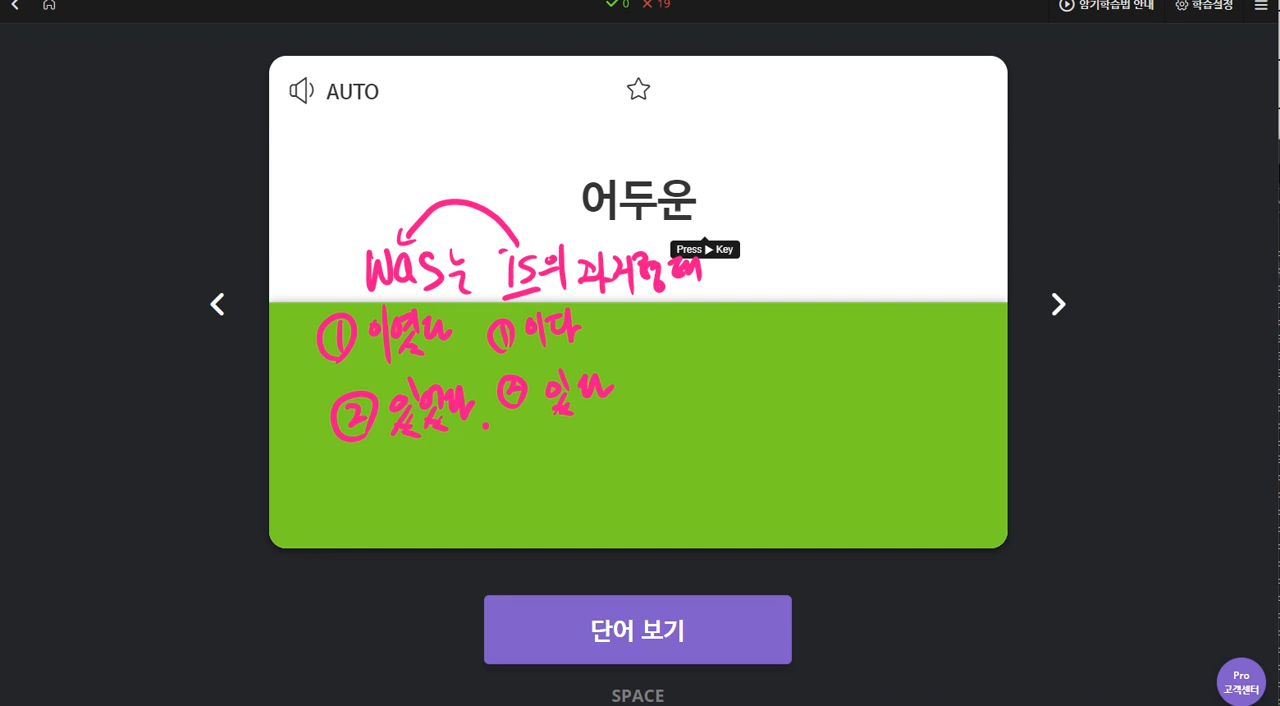 0 19 암기학습법 안내 학습설정
AUTO
어두운
Press ▶ Key
was는 is의 과거형태
① 이었다 ① 이다
② 있었다. ② 있다
단어 보기
SPACE
Pro
고객센터